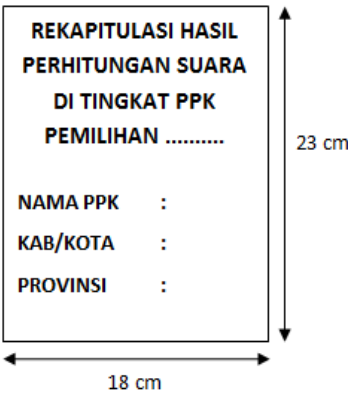 REKAPITULASI HASIL
PERHITUNGAN SUARA
DI TINGKAT PPK
PEMILIHAN ..........
23 cm
NAMA PPK :
KAB/KOTA :
PROVINSI :
18 cm